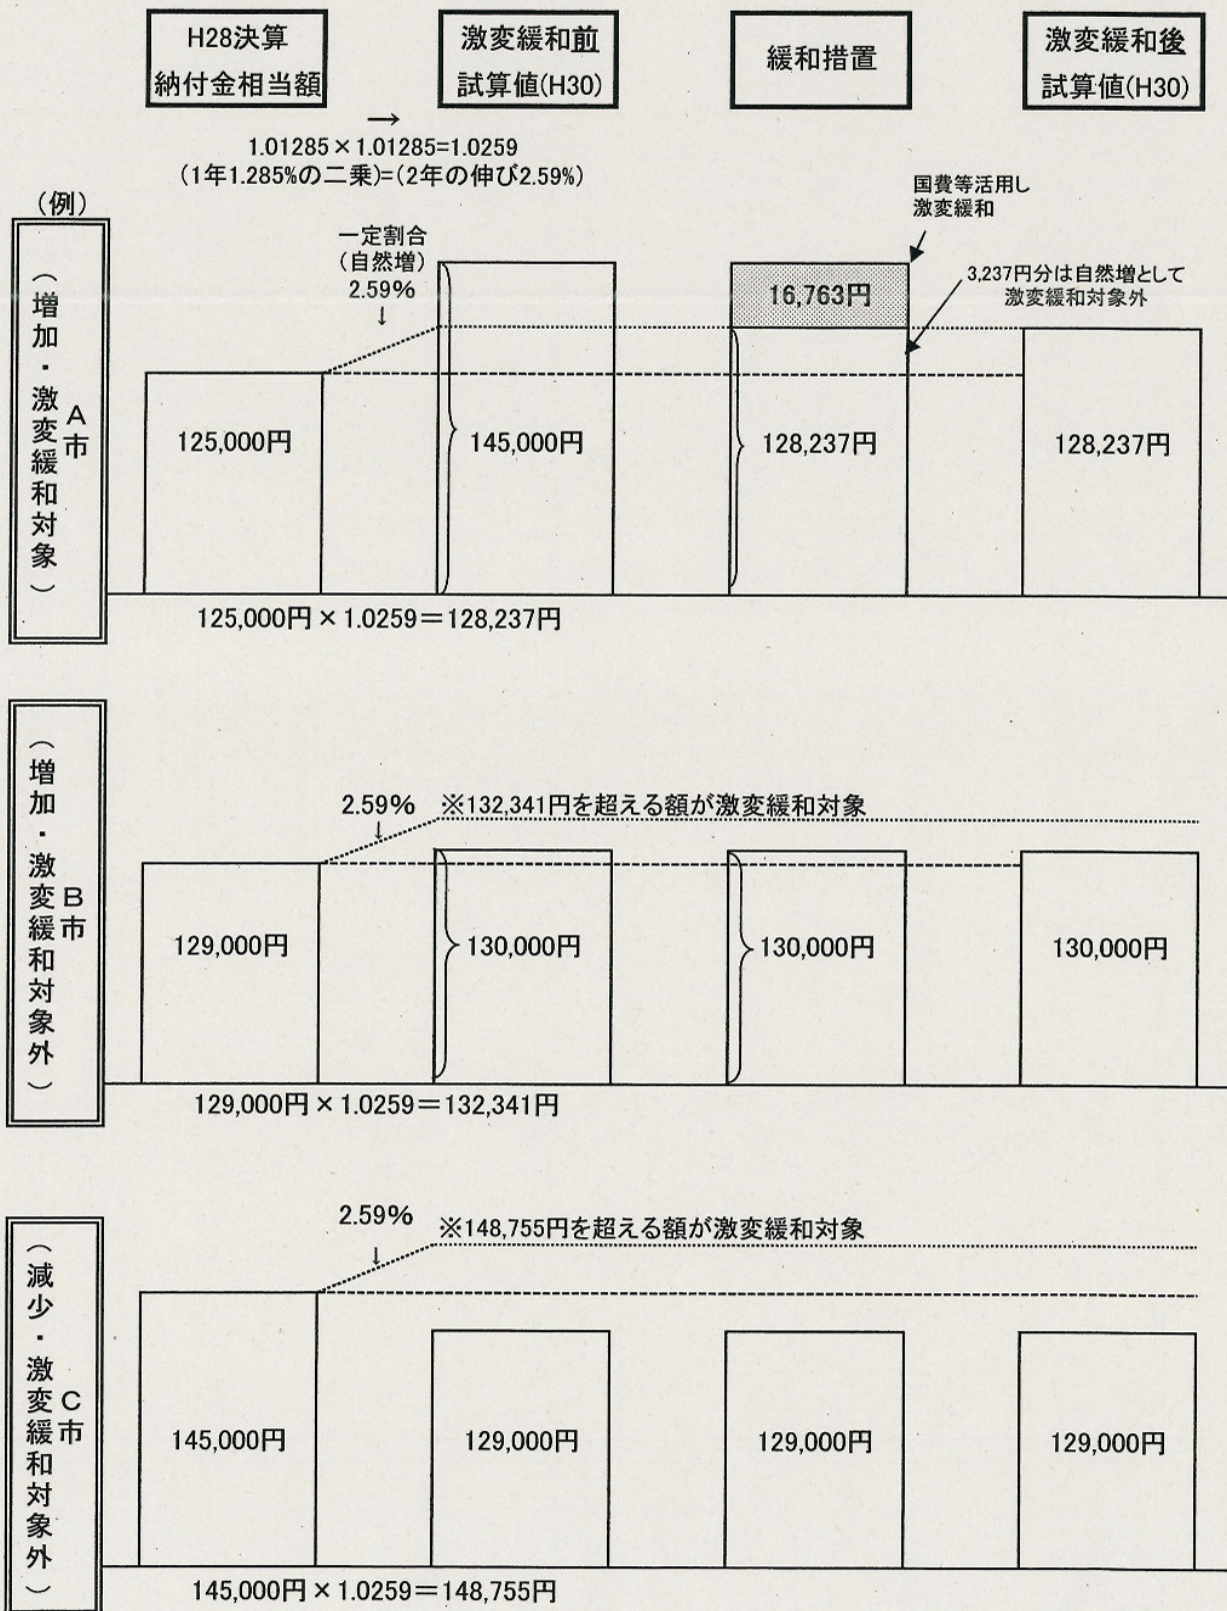 H28決算
納付金相当額
激変緩和前
試算値(H30)
緩和措置
激変緩和後
試算値(H30)
→
1.01285×1.01285=1.0259
(1年1.285%の二乗)=(2年の伸び2.59%)
(例)
A市
（増加・激変緩和対象）
一定割合
(自然増)
2.59%
↓
国費等活用し
激変緩和
3,237円分は自然増として
激変緩和対象外
16,763円
125,000円
145,000円
128,237円
128,237円
125,000円×1.0259＝128,237円
B市
（増加・激変緩和対象外）
2.59%
↓
※132,341円を超える額が激変緩和対象
129,000円
130,000円
130,000円
130,000円
129,000円×1.0259＝132,341円
C市
（減少・激変緩和対象外）
2.59%
↓
※148,755円を超える額が激変緩和対象
145,000円
129,000円
129,000円
129,000円
145,000円×1.0259＝148,755円